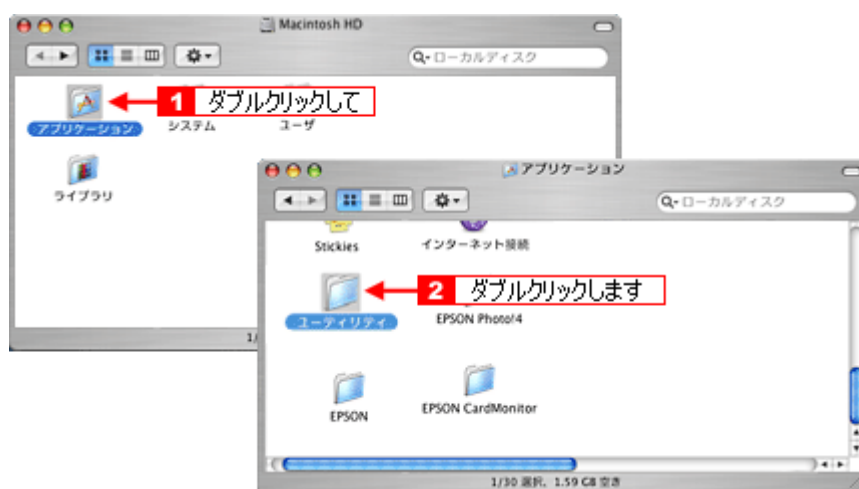 Macintosh HD
ローカルディスク
1 ダブルクリックして
アプリケーション
システム
ユーザ
ライブラリ
アプリケーション
ローカルディスク
Stickies
インターネット接続
2 ダブルクリックします
ユーティリティ
EPSON Photo!4
EPSON
EPSON CardMonitor
1/30 選択、1.59 GB 空き